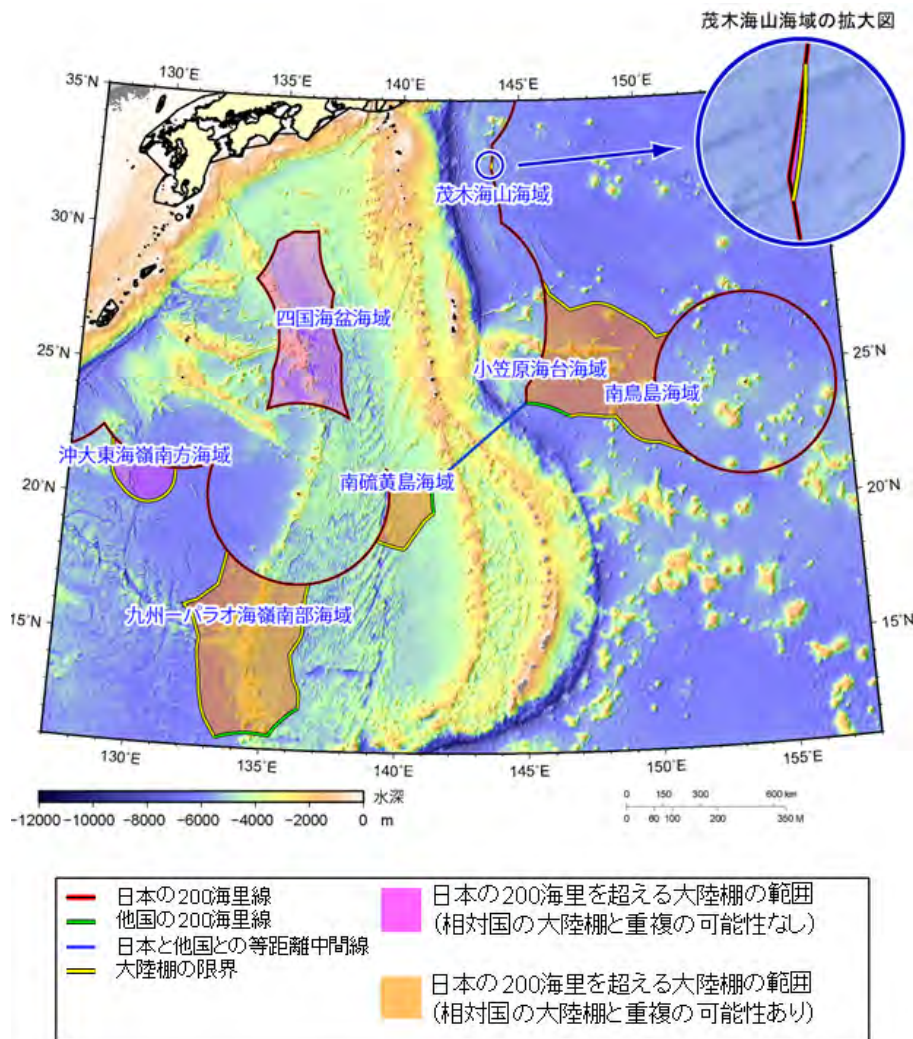 茂木海山海域の拡大図
130°E
135°E
140°E
145°E
150°E
35°N
茂木海山海域
30°N
四国海盆海域
25°N
小笠原海台海域
25°N
南鳥島海域
沖大東海嶺南方海域
南硫黄島海域
20°N
20°N
九州ーパラオ海嶺南部海域
15°N
15°N
130°E
135°E
140°E
145°E
150°E
155°E
水深
-12000 -10000 -8000 -6000 -4000 -2000 0 m
0 150 300 600 km
0 60 100 200 350 M
日本の200海里線
他国の200海里線
日本と他国との等距離中間線
大陸棚の限界
日本の200海里を超える大陸棚の範囲
(相対国の大陸棚と重複の可能性なし)
日本の200海里を超える大陸棚の範囲
(相対国の大陸棚と重複の可能性あり)